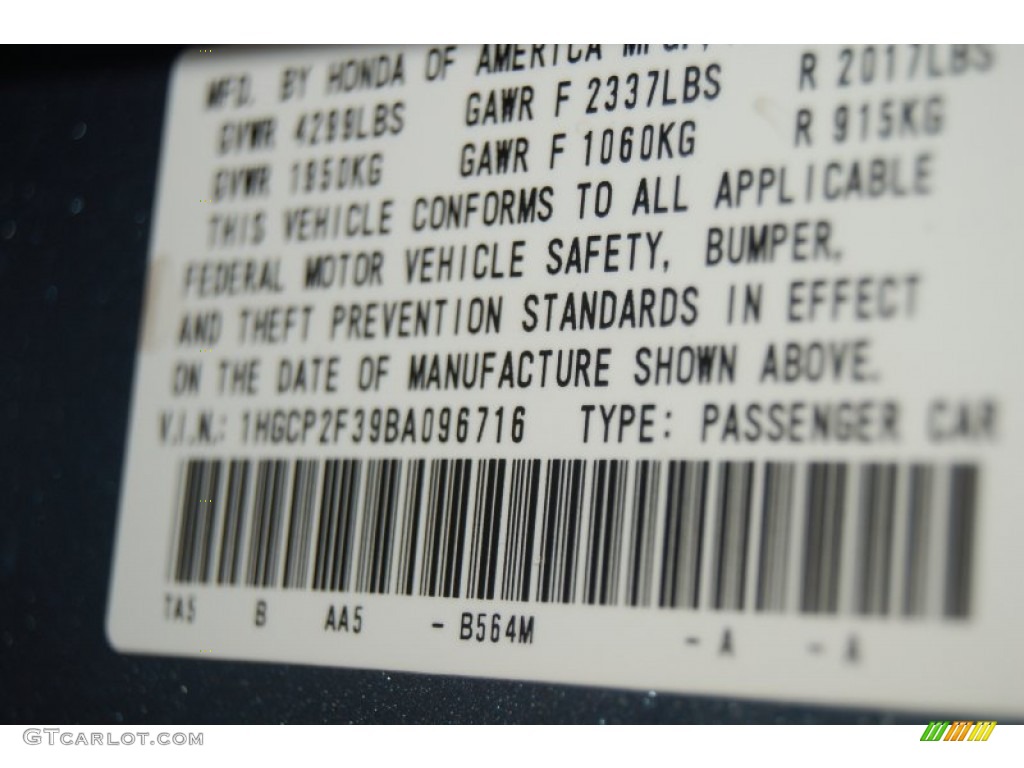 MFD. BY HONDA OF AMERICA MFG.,
GVWR 4299LBS GAWR F 2337LBS R 2017LBS
GVWR 1950KG GAWR F 1060KG R 915KG
THIS VEHICLE CONFORMS TO ALL APPLICABLE
FEDERAL MOTOR VEHICLE SAFETY, BUMPER,
AND THEFT PREVENTION STANDARDS IN EFFECT
ON THE DATE OF MANUFACTURE SHOWN ABOVE.
V.I.N.: 1HGCP2F39BA096716 TYPE: PASSENGER CAR
TA5 B AA5 - B564M - A - A
GTCarlot.com